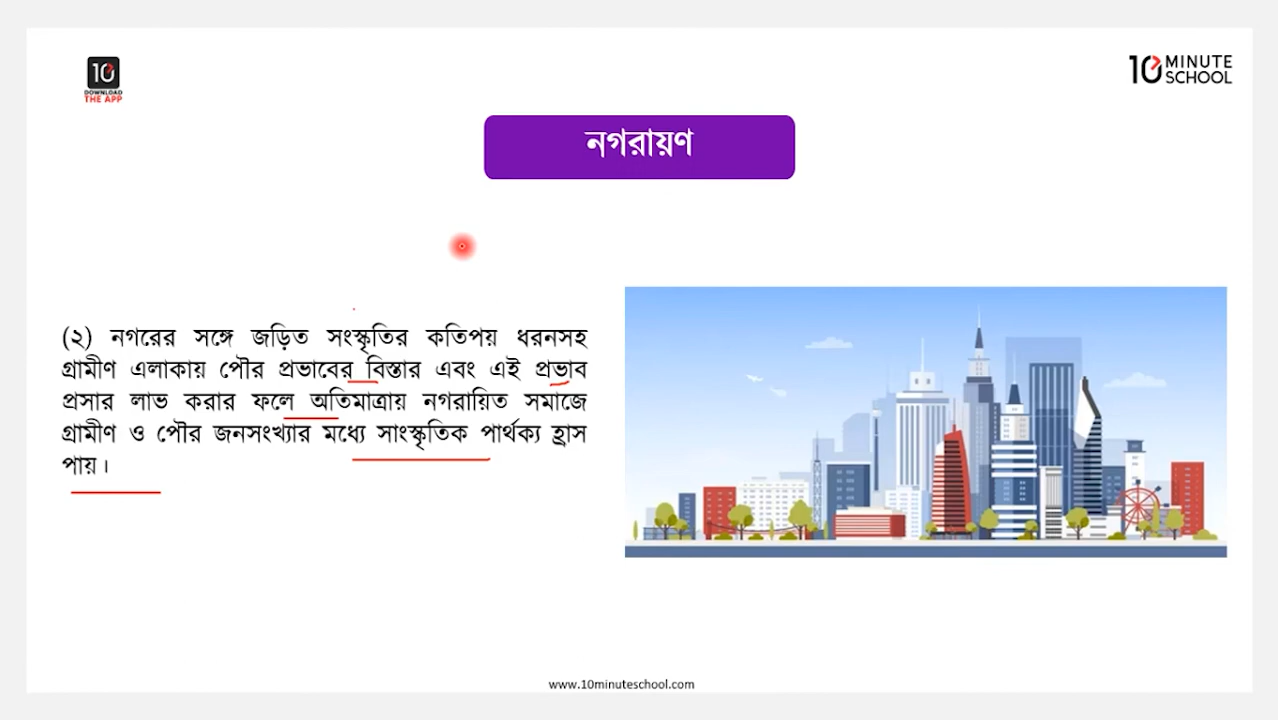 10
DOWNLOAD
THE APP
10 MINUTE
SCHOOL
নগরায়ণ
(২) নগরের সঙ্গে জড়িত সংস্কৃতির কতিপয় ধরনসহ
গ্রামীণ এলাকায় পৌর প্রভাবের বিস্তার এবং এই প্রভাব
প্রসার লাভ করার ফলে অতিমাত্রায় নগরায়িত সমাজে
গ্রামীণ ও পৌর জনসংখ্যার মধ্যে সাংস্কৃতিক পার্থক্য হ্রাস
পায়।
www.10minuteschool.com